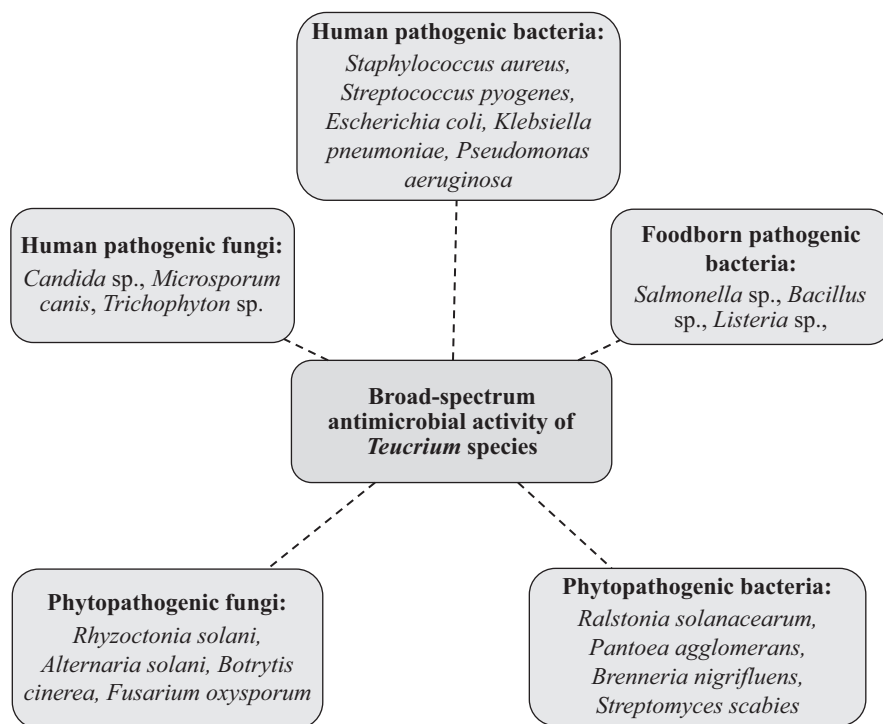 Human pathogenic bacteria:
Staphylococcus aureus,
Streptococcus pyogenes,
Escherichia coli, Klebsiella
pneumoniae, Pseudomonas
aeruginosa
Human pathogenic fungi:
Candida sp., Microsporum
canis, Trichophyton sp.
Foodborn pathogenic
bacteria:
Salmonella sp., Bacillus
sp., Listeria sp.,
Broad-spectrum
antimicrobial activity of
Teucrium species
Phytopathogenic fungi:
Rhyzoctonia solani,
Alternaria solani, Botrytis
cinerea, Fusarium oxysporum
Phytopathogenic bacteria:
Ralstonia solanacearum,
Pantoea agglomerans,
Brenneria nigrifluens,
Streptomyces scabies